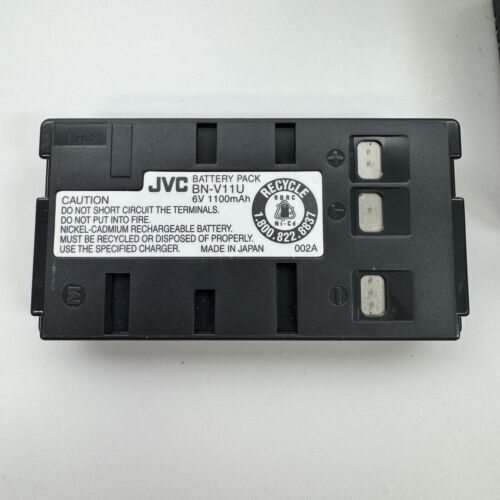 JVC BATTERY PACK
BN-V11U
6V 1100mAh
CAUTION
DO NOT SHORT CIRCUIT THE TERMINALS.
DO NOT PUT INTO FIRE.
NICKEL-CADMIUM RECHARGEABLE BATTERY.
MUST BE RECYCLED OR DISPOSED OF PROPERLY.
USE THE SPECIFIED CHARGER. MADE IN JAPAN
RECYCLE
RBRC
Ni-Cd
1.800.822.8837
002A
+
−
M